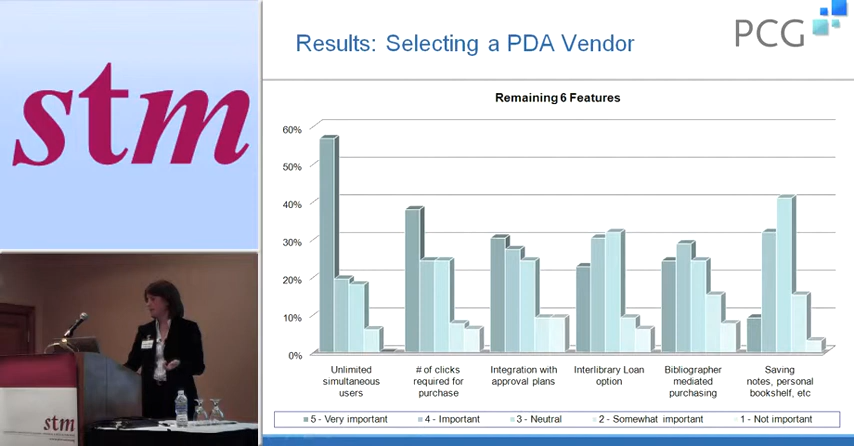 stm
Results: Selecting a PDA Vendor
PCG
Remaining 6 Features
60%
50%
40%
30%
20%
10%
0%
Unlimited
simultaneous
users
# of clicks
required for
purchase
Integration with
approval plans
Interlibrary Loan
option
Bibliographer
mediated
purchasing
Saving
notes, personal
bookshelf, etc
5 - Very important
4 - Important
3 - Neutral
2 - Somewhat important
1 - Not important
stm
stm